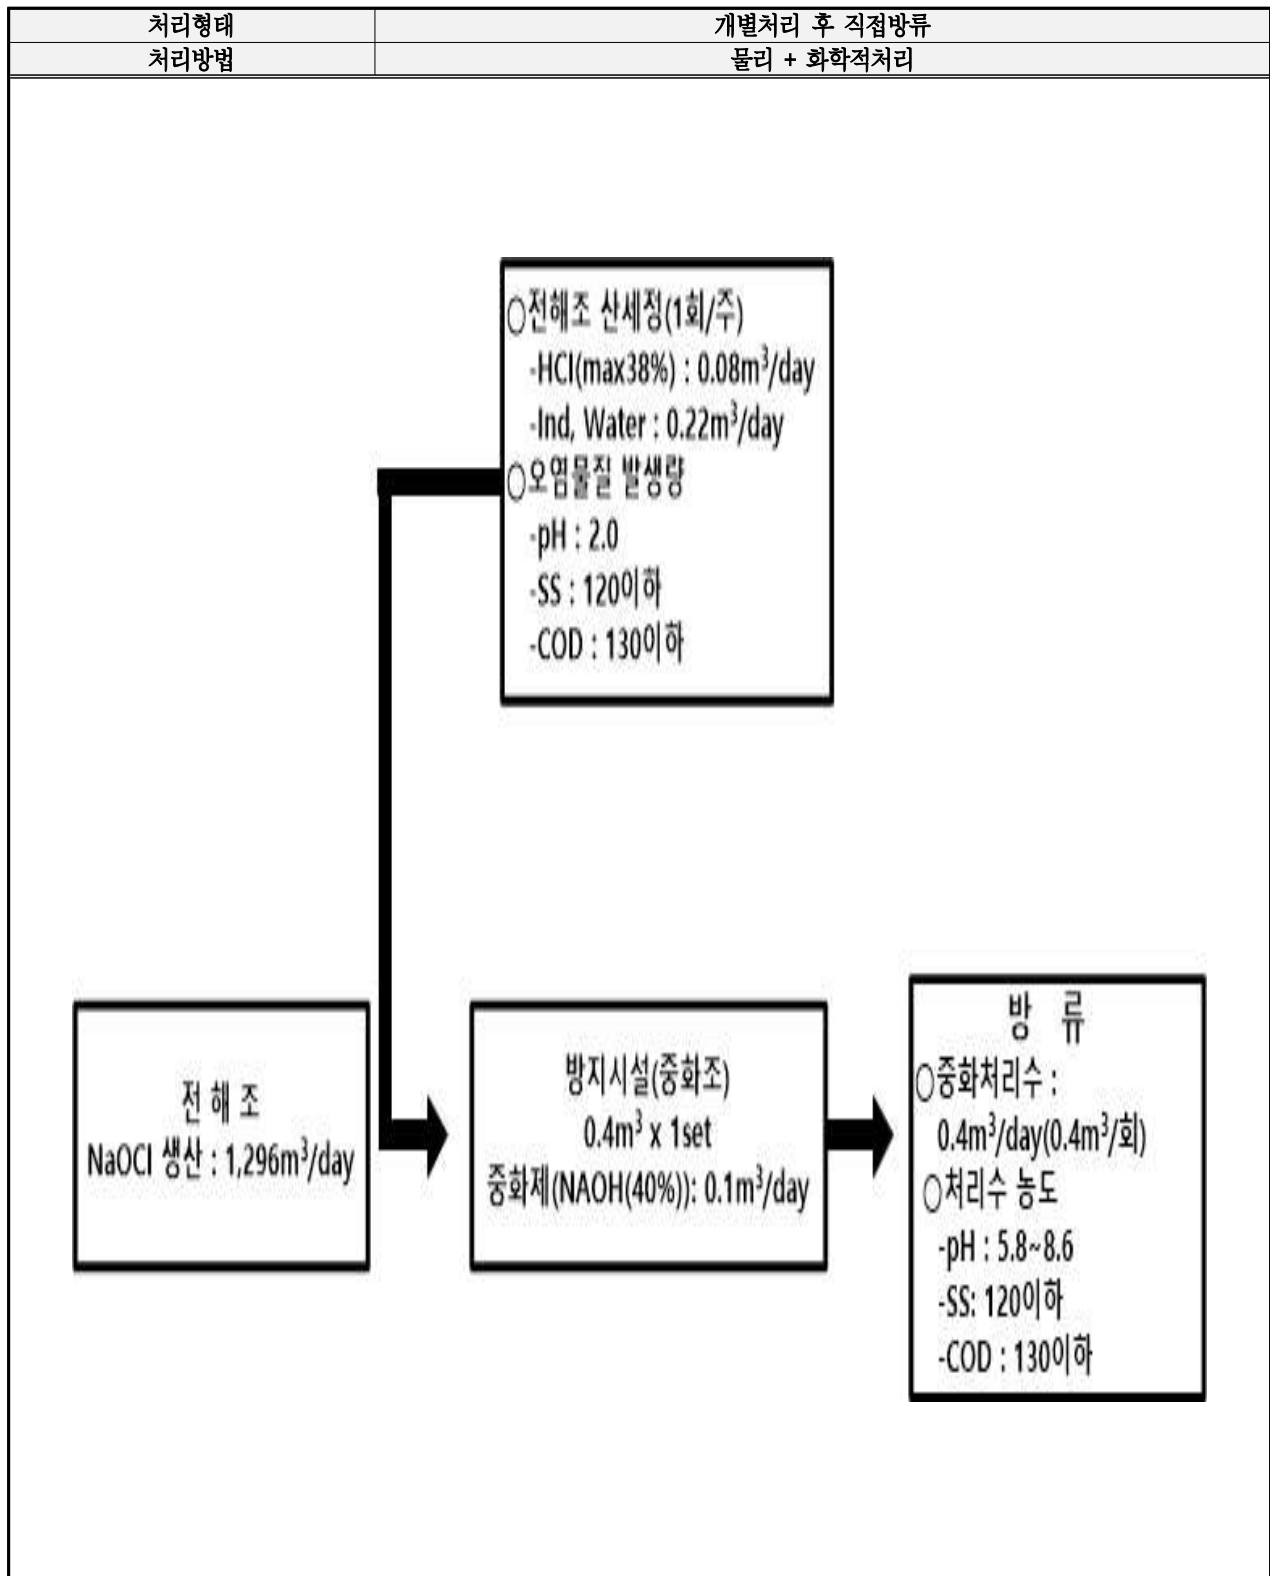 처리형태 개별처리 후 직접방류
처리방법 물리 + 화학적처리
○전해조 산세정(1회/주)
-HCl(max38%) : 0.08m³/day
-Ind, Water : 0.22m³/day
○오염물질 발생량
-pH : 2.0
-SS : 120이하
-COD : 130이하
전 해 조
NaOCl 생산 : 1,296m³/day
방지시설(중화조)
0.4m³ x 1set
중화제(NAOH(40%)): 0.1m³/day
방 류
○중화처리수 :
0.4m³/day(0.4m³/회)
○처리수 농도
-pH : 5.8~8.6
-SS: 120이하
-COD : 130이하